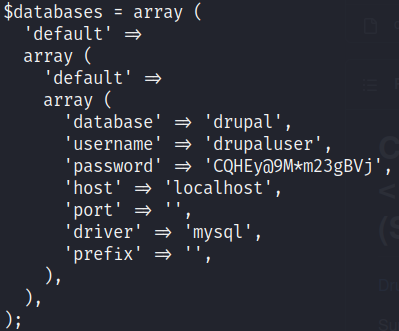 $databases = array (
  'default' =>
  array (
    'default' =>
    array (
      'database' => 'drupal',
      'username' => 'drupaluser',
      'password' => 'CQHEy@9M*m23gBVj',
      'host' => 'localhost',
      'port' => '',
      'driver' => 'mysql',
      'prefix' => '',
    ),
  ),
);